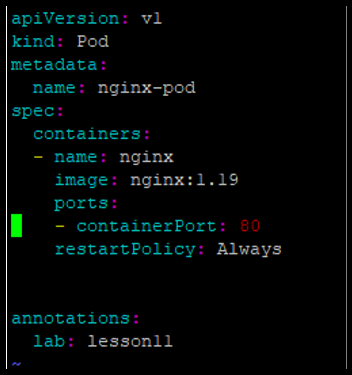 apiVersion: v1
kind: Pod
metadata:
  name: nginx-pod
spec:
  containers:
  - name: nginx
    image: nginx:1.19
    ports:
    - containerPort: 80
    restartPolicy: Always
annotations:
  lab: lesson11
~